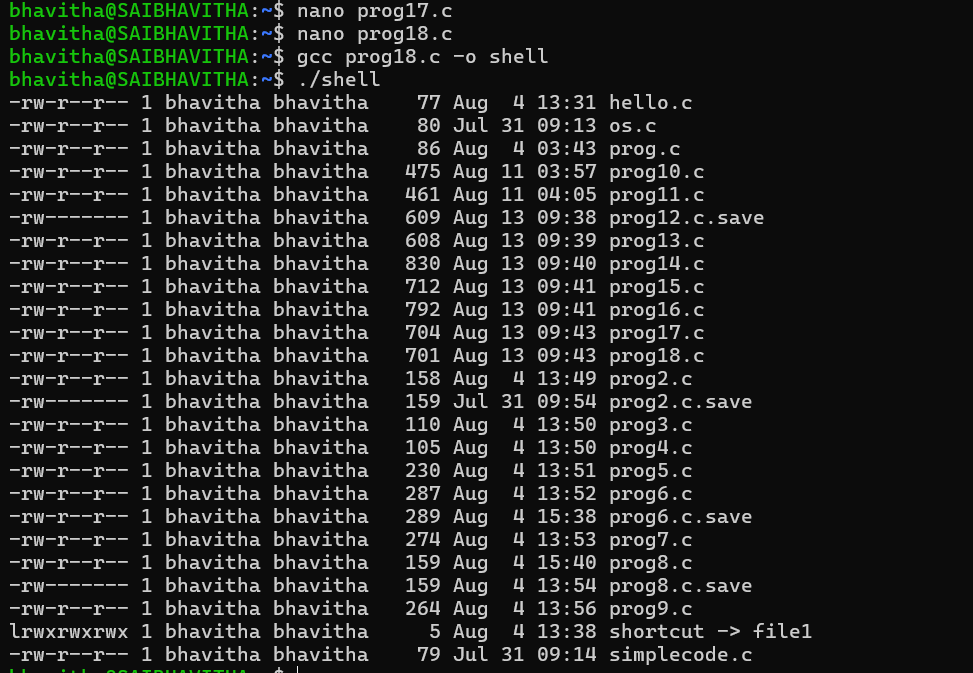 bhavitha@SAIBHAVITHA:~$ nano prog17.c
bhavitha@SAIBHAVITHA:~$ nano prog18.c
bhavitha@SAIBHAVITHA:~$ gcc prog18.c -o shell
bhavitha@SAIBHAVITHA:~$ ./shell
-rw-r--r-- 1 bhavitha bhavitha    77 Aug  4 13:31 hello.c
-rw-r--r-- 1 bhavitha bhavitha    80 Jul 31 09:13 os.c
-rw-r--r-- 1 bhavitha bhavitha    86 Aug  4 03:43 prog.c
-rw-r--r-- 1 bhavitha bhavitha   475 Aug 11 03:57 prog10.c
-rw-r--r-- 1 bhavitha bhavitha   461 Aug 11 04:05 prog11.c
-rw------- 1 bhavitha bhavitha   609 Aug 13 09:38 prog12.c.save
-rw-r--r-- 1 bhavitha bhavitha   608 Aug 13 09:39 prog13.c
-rw-r--r-- 1 bhavitha bhavitha   830 Aug 13 09:40 prog14.c
-rw-r--r-- 1 bhavitha bhavitha   712 Aug 13 09:41 prog15.c
-rw-r--r-- 1 bhavitha bhavitha   792 Aug 13 09:41 prog16.c
-rw-r--r-- 1 bhavitha bhavitha   704 Aug 13 09:43 prog17.c
-rw-r--r-- 1 bhavitha bhavitha   701 Aug 13 09:43 prog18.c
-rw-r--r-- 1 bhavitha bhavitha   158 Aug  4 13:49 prog2.c
-rw------- 1 bhavitha bhavitha   159 Jul 31 09:54 prog2.c.save
-rw-r--r-- 1 bhavitha bhavitha   110 Aug  4 13:50 prog3.c
-rw-r--r-- 1 bhavitha bhavitha   105 Aug  4 13:50 prog4.c
-rw-r--r-- 1 bhavitha bhavitha   230 Aug  4 13:51 prog5.c
-rw-r--r-- 1 bhavitha bhavitha   287 Aug  4 13:52 prog6.c
-rw-r--r-- 1 bhavitha bhavitha   289 Aug  4 15:38 prog6.c.save
-rw-r--r-- 1 bhavitha bhavitha   274 Aug  4 13:53 prog7.c
-rw-r--r-- 1 bhavitha bhavitha   159 Aug  4 15:40 prog8.c
-rw------- 1 bhavitha bhavitha   159 Aug  4 13:54 prog8.c.save
-rw-r--r-- 1 bhavitha bhavitha   264 Aug  4 13:56 prog9.c
lrwxrwxrwx 1 bhavitha bhavitha     5 Aug  4 13:38 shortcut -> file1
-rw-r--r-- 1 bhavitha bhavitha    79 Jul 31 09:14 simplecode.c
bhavitha@SAIBHAVITHA:~$